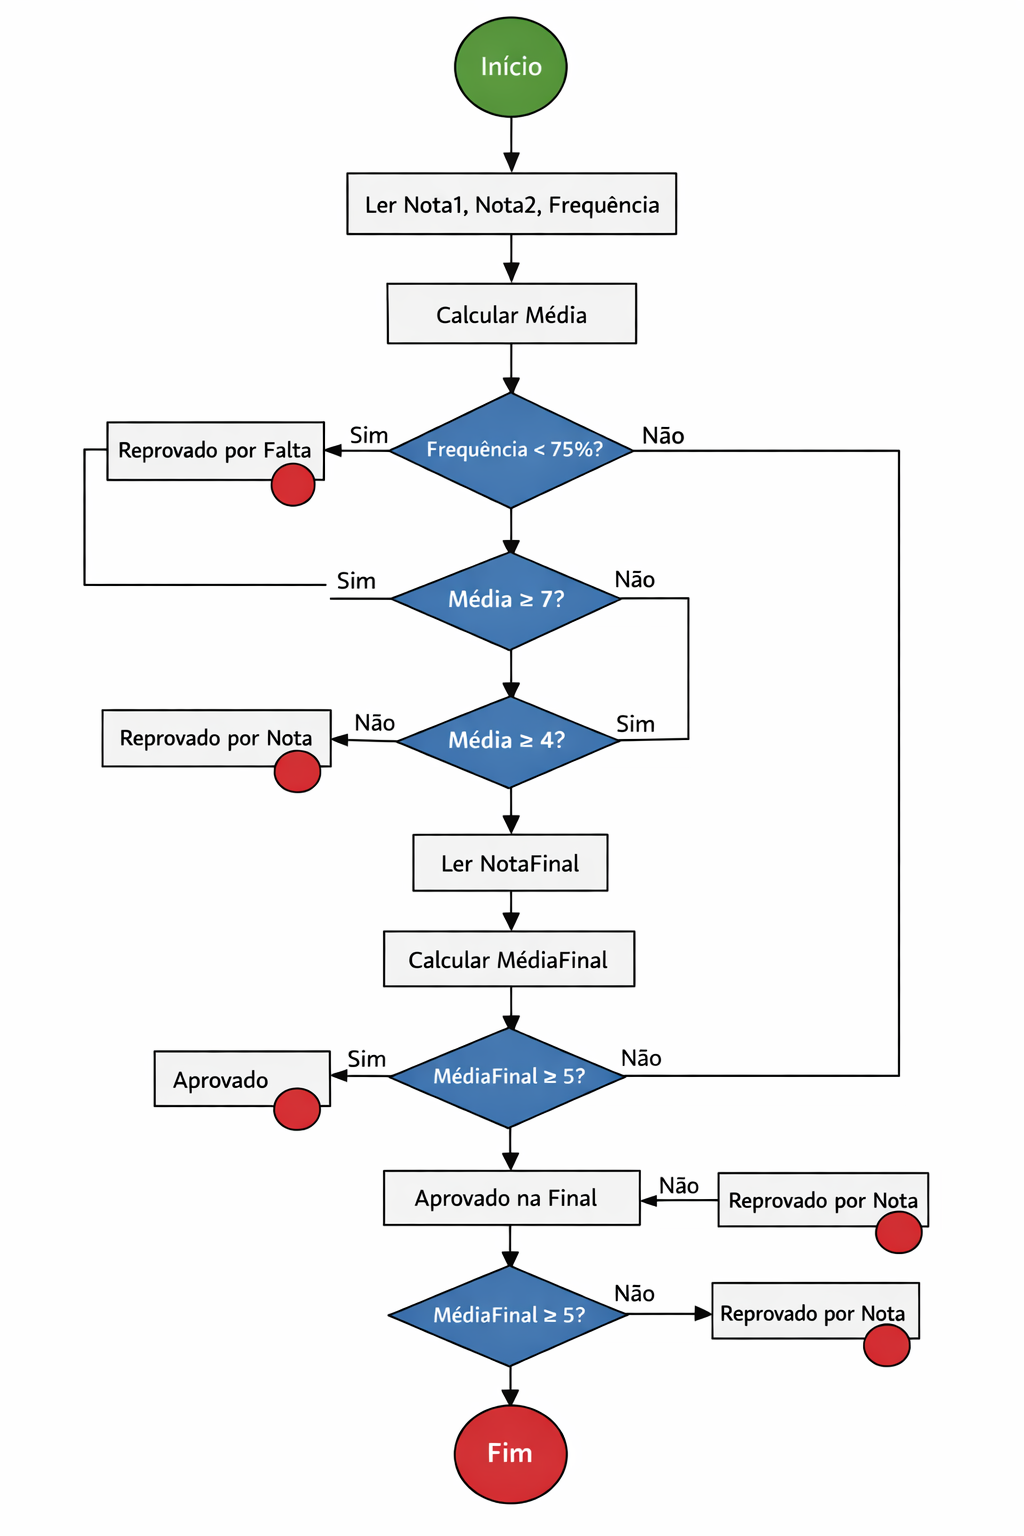 Início
Ler Nota1, Nota2, Frequência
Calcular Média
Reprovado por Falta
Sim
Frequência < 75%?
Não
Sim
Média ≥ 7?
Não
Reprovado por Nota
Não
Média ≥ 4?
Sim
Ler NotaFinal
Calcular MédiaFinal
Aprovado
Sim
MédiaFinal ≥ 5?
Não
Aprovado na Final
Não
Reprovado por Nota
MédiaFinal ≥ 5?
Não
Reprovado por Nota
Fim